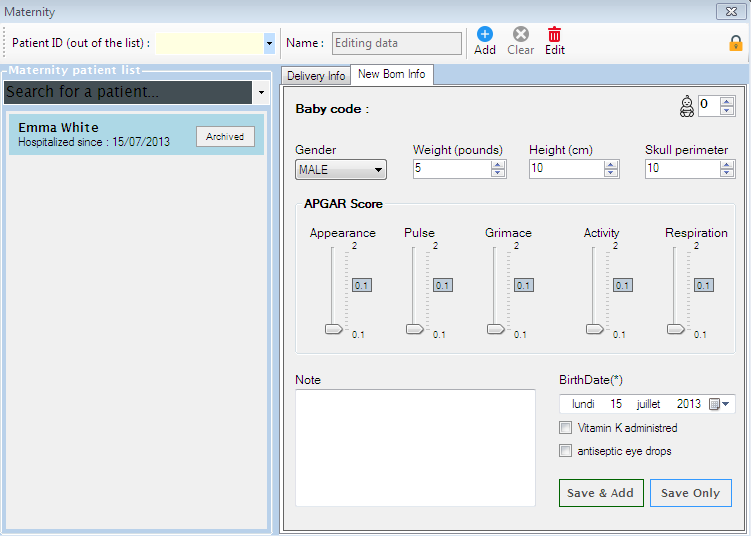 Maternity
Patient ID (out of the list) :
Name :
Editing data
Add
Clear
Edit
Maternity patient list
Search for a patient...
Emma White
Hospitalized since : 15/07/2013
Archived
Delivery Info
New Born Info
Baby code :
0
Gender
Weight (pounds)
Height (cm)
Skull perimeter
MALE
5
10
10
APGAR Score
Appearance
Pulse
Grimace
Activity
Respiration
2
2
2
2
2
0.1
0.1
0.1
0.1
0.1
0.1
0.1
0.1
0.1
0.1
Note
BirthDate(*)
lundi 15 juillet 2013
Vitamin K administred
antiseptic eye drops
Save & Add
Save Only